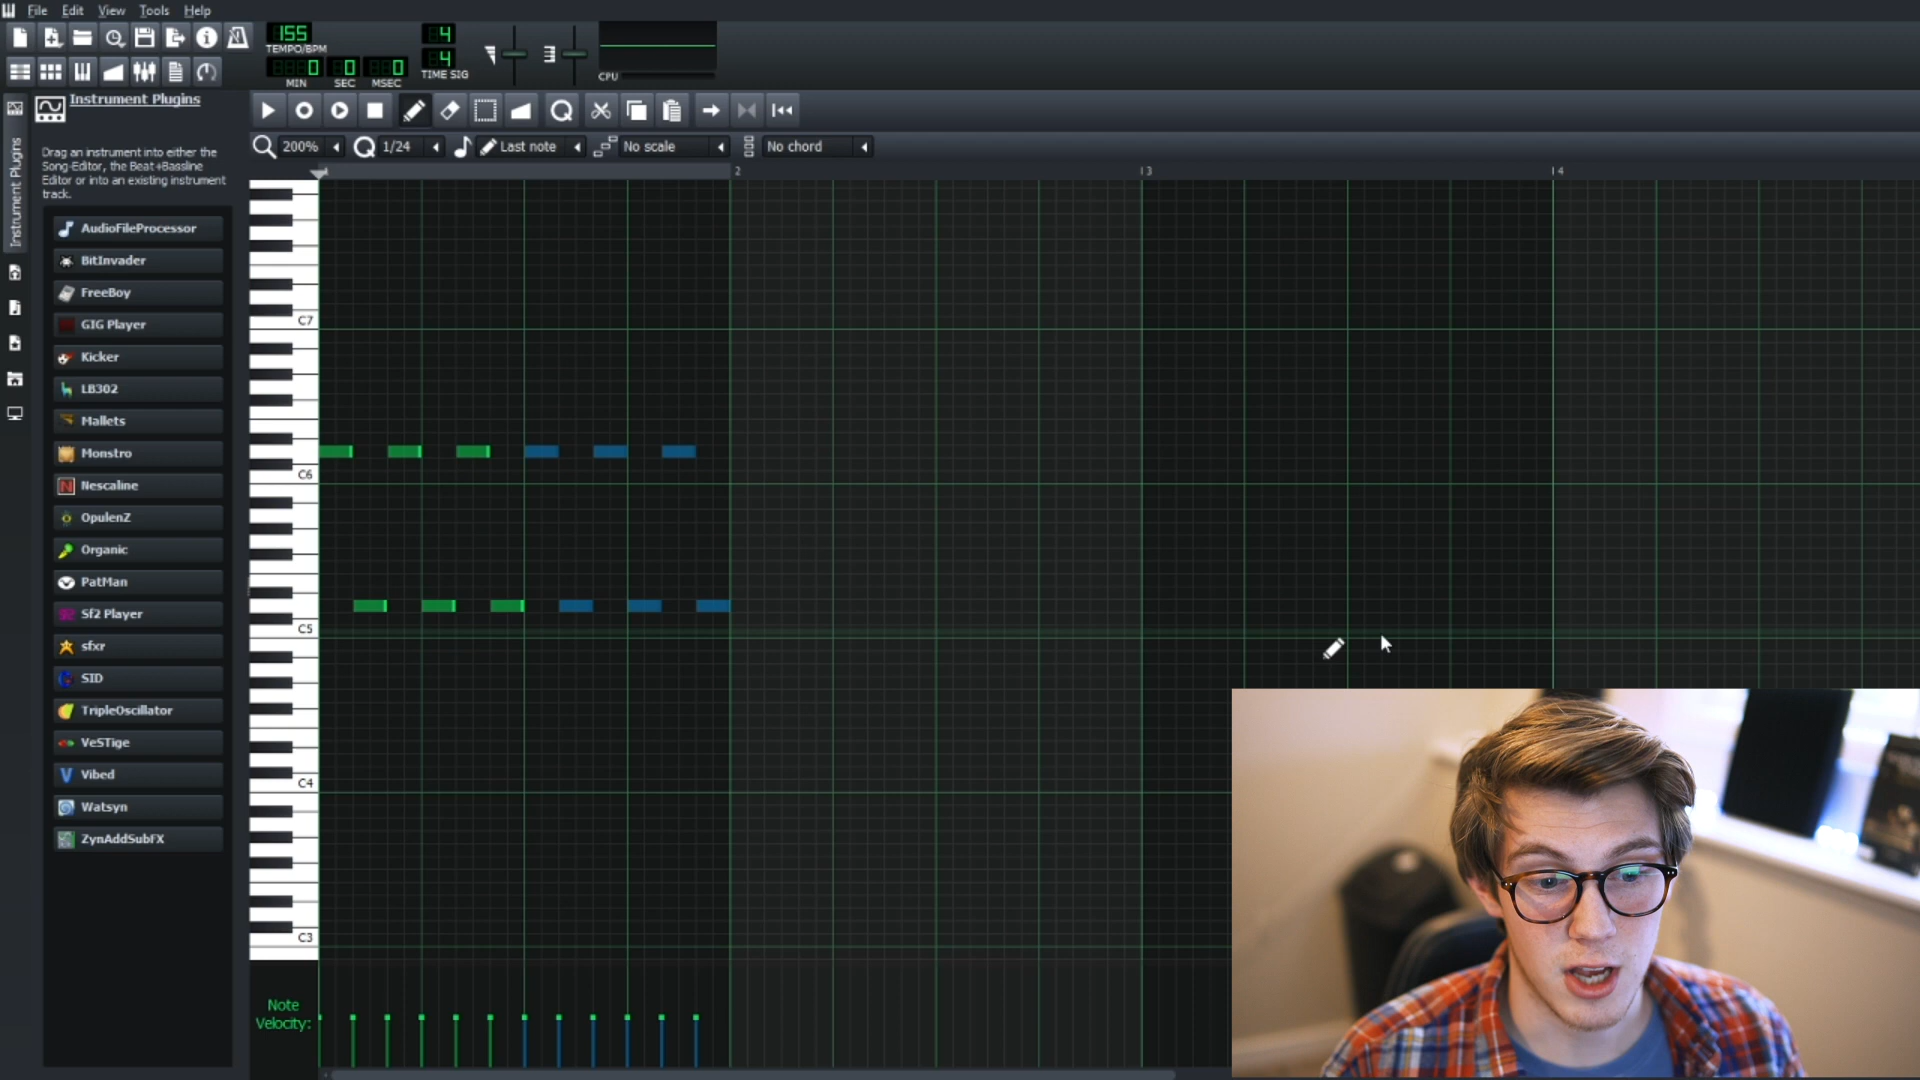 File Edit View Tools Help
155
TEMPO/BPM
0 0 0
MIN SEC MSEC
4
4
TIME SIG
CPU
Instrument Plugins
Instrument Plugins
Drag an instrument into either the
Song-Editor, the Beat+Bassline
Editor or into an existing instrument
track.
AudioFileProcessor
BitInvader
FreeBoy
GIG Player
Kicker
LB302
Mallets
Monstro
Nescaline
OpulenZ
Organic
PatMan
Sf2 Player
sfxr
SID
TripleOscillator
VeSTige
Vibed
Watsyn
ZynAddSubFX
200% 1/24 Last note No scale No chord
2 3 4
C7
C6
C5
C4
C3
Note
Velocity: